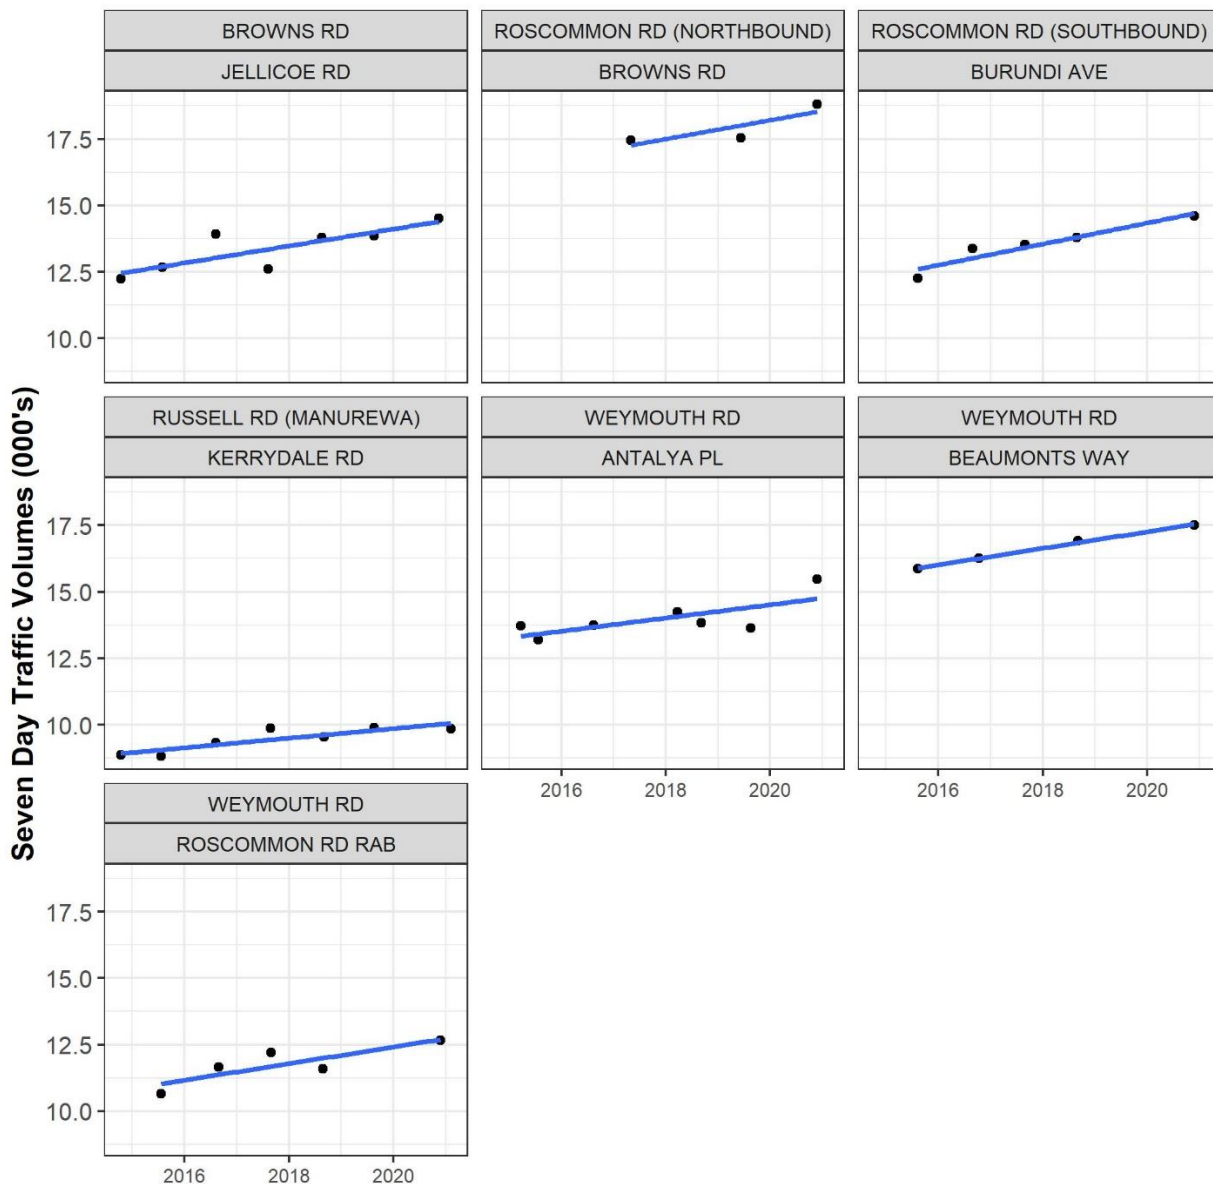 BROWNS RD
JELLICOE RD
ROSCOMMON RD (NORTHBOUND)
BROWNS RD
ROSCOMMON RD (SOUTHBOUND)
BURUNDI AVE
17.5
15.0
12.5
10.0
RUSSELL RD (MANUREWA)
KERRYDALE RD
WEYMOUTH RD
ANTALYA PL
WEYMOUTH RD
BEAUMONTS WAY
17.5
15.0
12.5
10.0
2016 2018 2020
2016 2018 2020
WEYMOUTH RD
ROSCOMMON RD RAB
17.5
15.0
12.5
10.0
2016 2018 2020
Seven Day Traffic Volumes (000's)